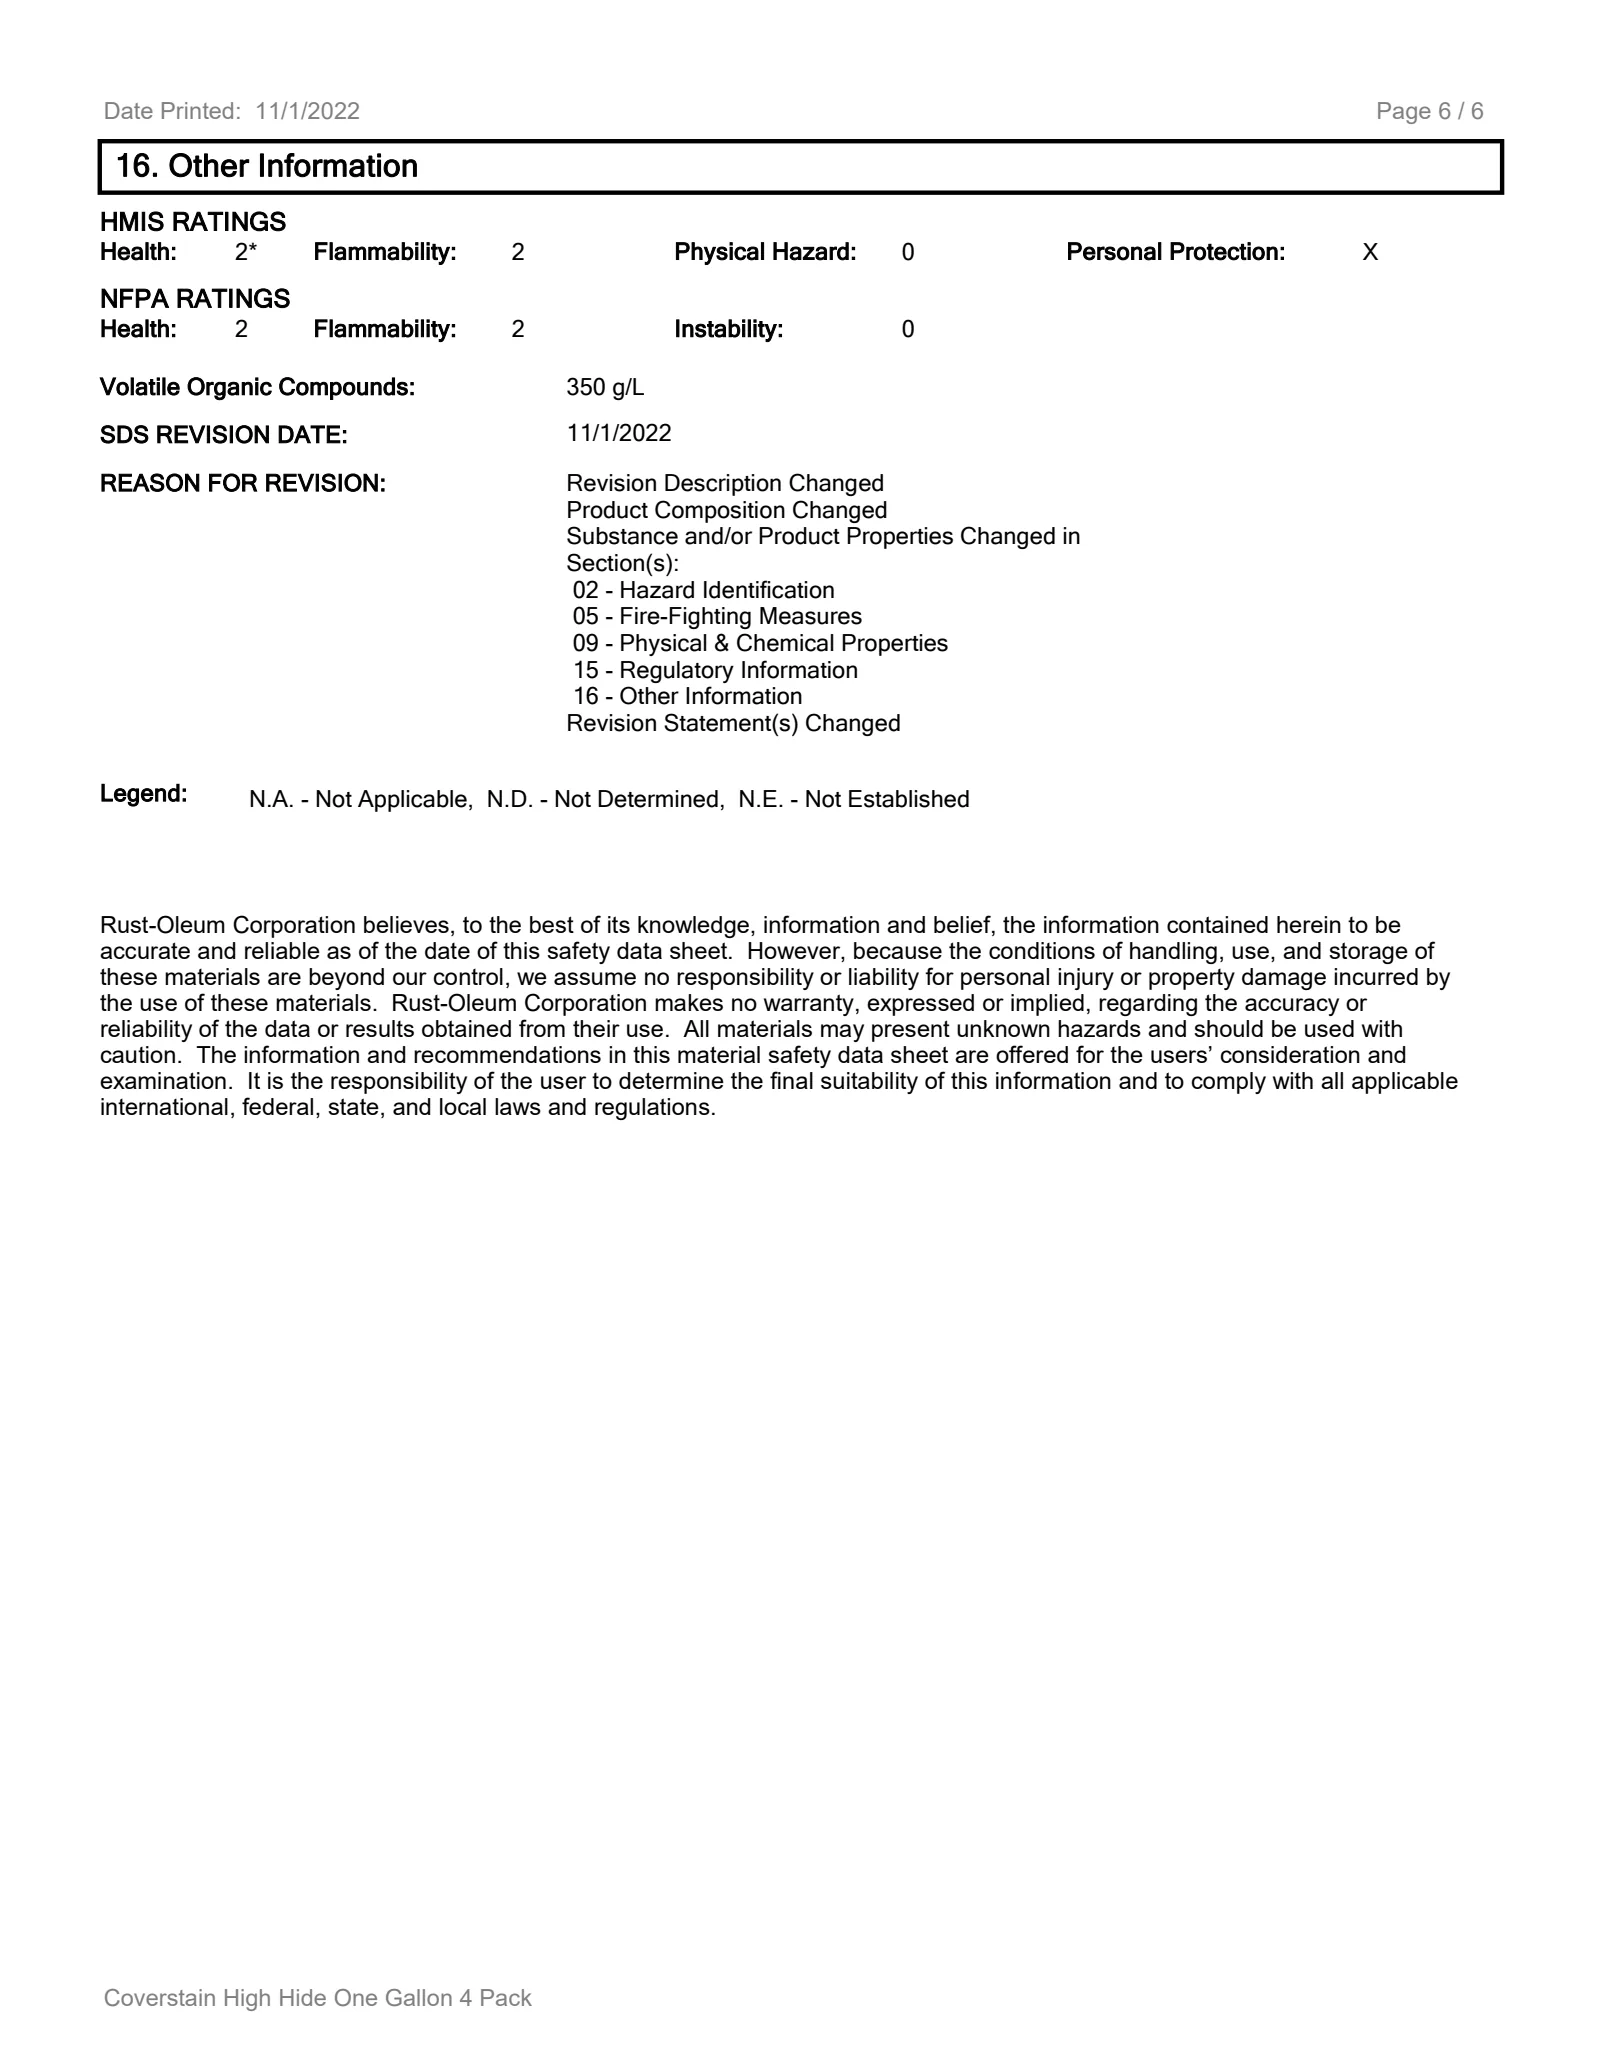 Date Printed: 11/1/2022 Page 6 / 6
16. Other Information
HMIS RATINGS
Health: 2* Flammability: 2 Physical Hazard: 0 Personal Protection: X
NFPA RATINGS
Health: 2 Flammability: 2 Instability: 0
Volatile Organic Compounds: 350 g/L
SDS REVISION DATE: 11/1/2022
REASON FOR REVISION: Revision Description Changed
Product Composition Changed
Substance and/or Product Properties Changed in
Section(s):
02 - Hazard Identification
05 - Fire-Fighting Measures
09 - Physical & Chemical Properties
15 - Regulatory Information
16 - Other Information
Revision Statement(s) Changed
Legend: N.A. - Not Applicable, N.D. - Not Determined, N.E. - Not Established
Rust-Oleum Corporation believes, to the best of its knowledge, information and belief, the information contained herein to be
accurate and reliable as of the date of this safety data sheet. However, because the conditions of handling, use, and storage of
these materials are beyond our control, we assume no responsibility or liability for personal injury or property damage incurred by
the use of these materials. Rust-Oleum Corporation makes no warranty, expressed or implied, regarding the accuracy or
reliability of the data or results obtained from their use. All materials may present unknown hazards and should be used with
caution. The information and recommendations in this material safety data sheet are offered for the users’ consideration and
examination. It is the responsibility of the user to determine the final suitability of this information and to comply with all applicable
international, federal, state, and local laws and regulations.
Coverstain High Hide One Gallon 4 Pack